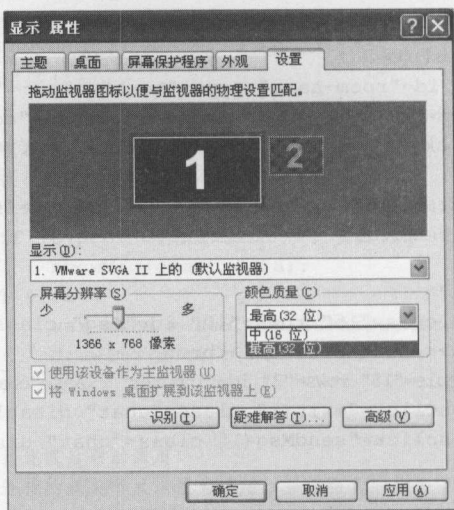 显示 属性
主题 桌面 屏幕保护程序 外观 设置
拖动监视器图标以便与监视器的物理设置匹配。
1 2
显示(D):
1. VMware SVGA II 上的 (默认监视器)
屏幕分辨率(S)
少 多
1366 x 768 像素
颜色质量(C)
最高(32 位)
中(16 位)
最高(32 位)
使用该设备作为主监视器(U)
将 Windows 桌面扩展到该监视器上(E)
识别(I) 疑难解答(T)... 高级(V)
确定 取消 应用(A)